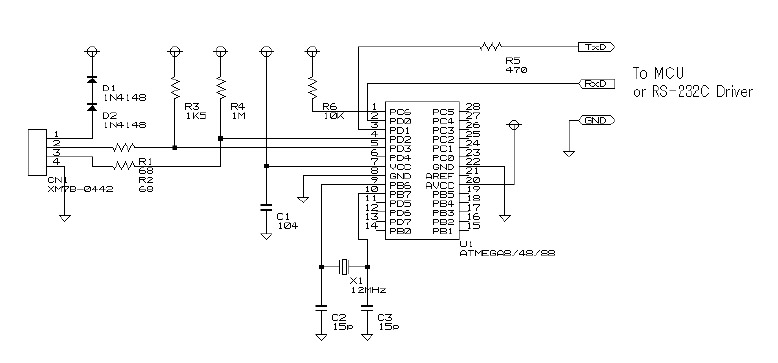 R5
470
TxD
RxD
GND
To MCU
or RS-232C Driver
D1
1N4148
D2
1N4148
R3
1K5
R4
1M
R6
10K
1
2
3
4
R1
68
R2
68
CN1
XM7B-0442
C1
104
1 PC6 PC5 28
2 PD0 PC4 27
3 PD1 PC3 26
4 PD2 PC2 25
5 PD3 PC1 24
6 PD4 PC0 23
7 VCC GND 22
8 GND AREF 21
9 PB6 AVCC 20
10 PB7 PB5 19
11 PD5 PB4 18
12 PD6 PB3 17
13 PD7 PB2 16
14 PB0 PB1 15
U1
ATMEGA8/48/88
X1
12MHz
C2
15p
C3
15p